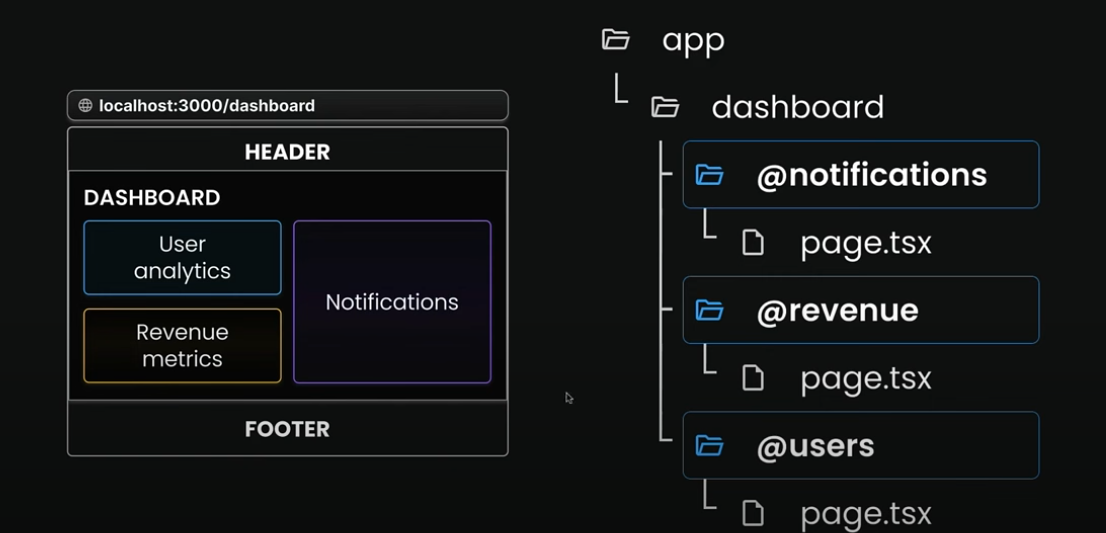 localhost:3000/dashboard
HEADER
DASHBOARD
User
analytics
Revenue
metrics
Notifications
FOOTER
app
dashboard
@notifications
page.tsx
@revenue
page.tsx
@users
page.tsx